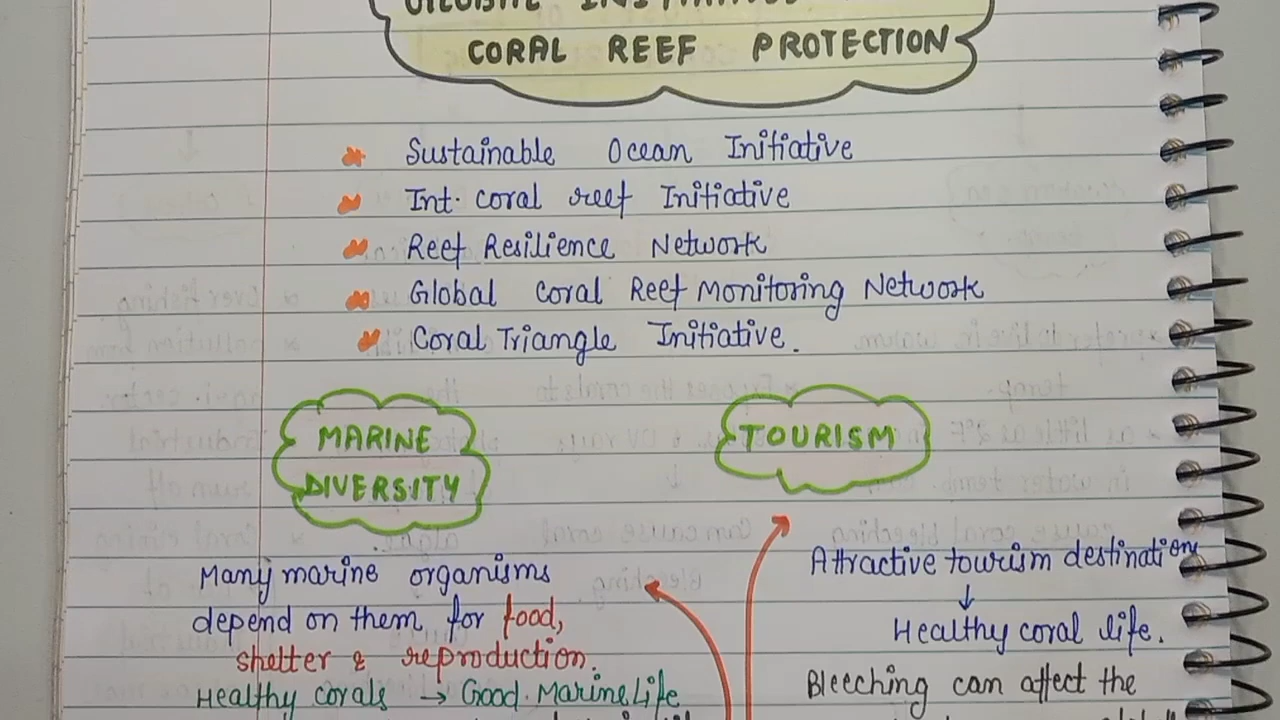 CORAL REEF PROTECTION
Sustainable Ocean Initiative
Int. coral reef Initiative
Reef Resilience Network
Global Coral Reef Monitoring Network
Coral Triangle Initiative.
MARINE
DIVERSITY
Many marine organisms
depend on them for food,
shelter & reproduction.
Healthy corals → Good Marine Life
TOURISM
Attractive tourism destination
↓
Healthy coral life.
Bleeching can affect the